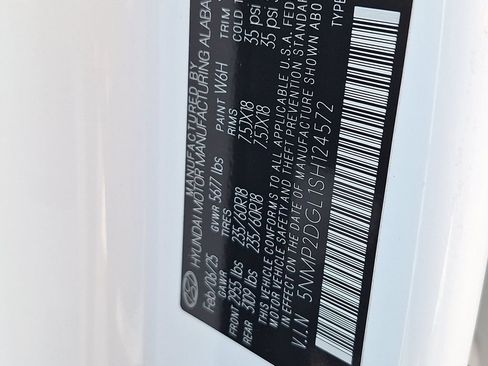 MANUFACTURED BY
HYUNDAI MOTOR MANUFACTURING ALABA
Feb/06/25 GVWR 5677 lbs PAINT W6H TRIM
GAWR TIRES RIMS COLD T
FRONT 2955 lbs 235/60R18 7.5JX18 35 psi
REAR 3109 lbs 235/60R18 7.5JX18 35 psi
THIS VEHICLE CONFORMS TO ALL APPLICABLE U.S.A. FED
MOTOR VEHICLE SAFETY AND THEFT PREVENTION STANDARD
IN EFFECT ON THE DATE OF MANUFACTURE SHOWN ABO
V.I.N 5NMP2DGL1SH124572 TYPE